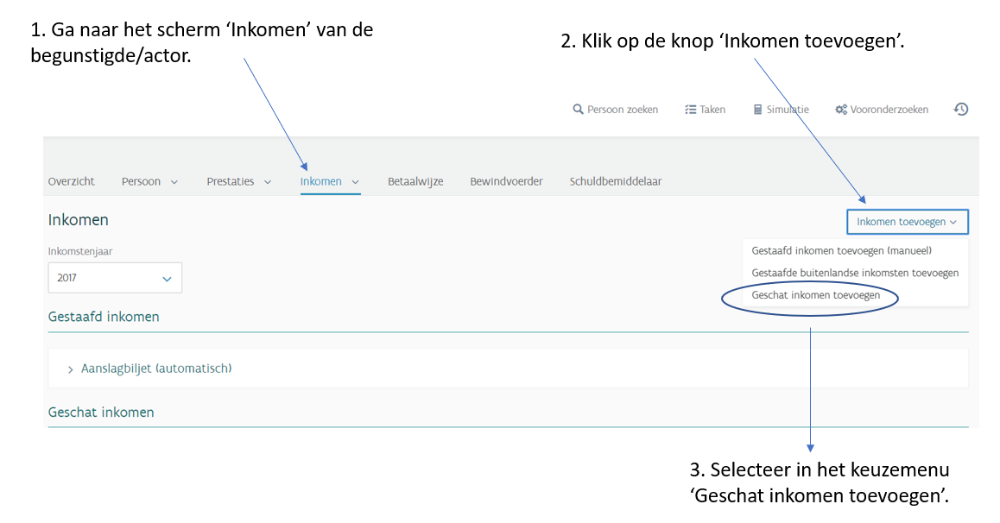 1. Ga naar het scherm ‘Inkomen’ van de
begunstigde/actor.
2. Klik op de knop ‘Inkomen toevoegen’.
Persoon zoeken Taken Simulatie Vooronderzoeken
Overzicht Persoon Prestaties Inkomen Betaalwijze Bewindvoerder Schuldbemiddelaar
Inkomen
Inkomen toevoegen
Inkomstenjaar
2017
Gestaafd inkomen toevoegen (manueel)
Gestaafde buitenlandse inkomsten toevoegen
Geschat inkomen toevoegen
Gestaafd inkomen
Aanslagbiljet (automatisch)
Geschat inkomen
3. Selecteer in het keuzemenu
‘Geschat inkomen toevoegen’.